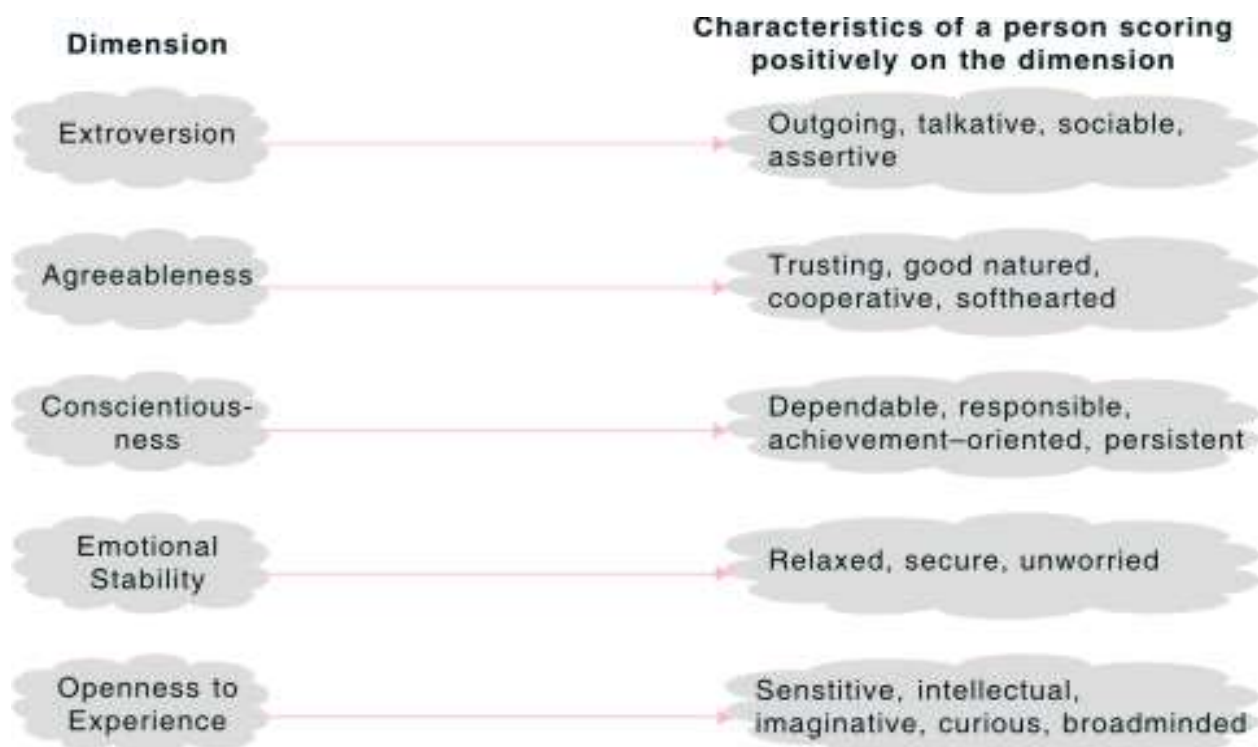 Dimension
Characteristics of a person scoring
positively on the dimension
Extroversion
Outgoing, talkative, sociable,
assertive
Agreeableness
Trusting, good natured,
cooperative, softhearted
Conscientious-
ness
Dependable, responsible,
achievement–oriented, persistent
Emotional
Stability
Relaxed, secure, unworried
Openness to
Experience
Senstitive, intellectual,
imaginative, curious, broadminded